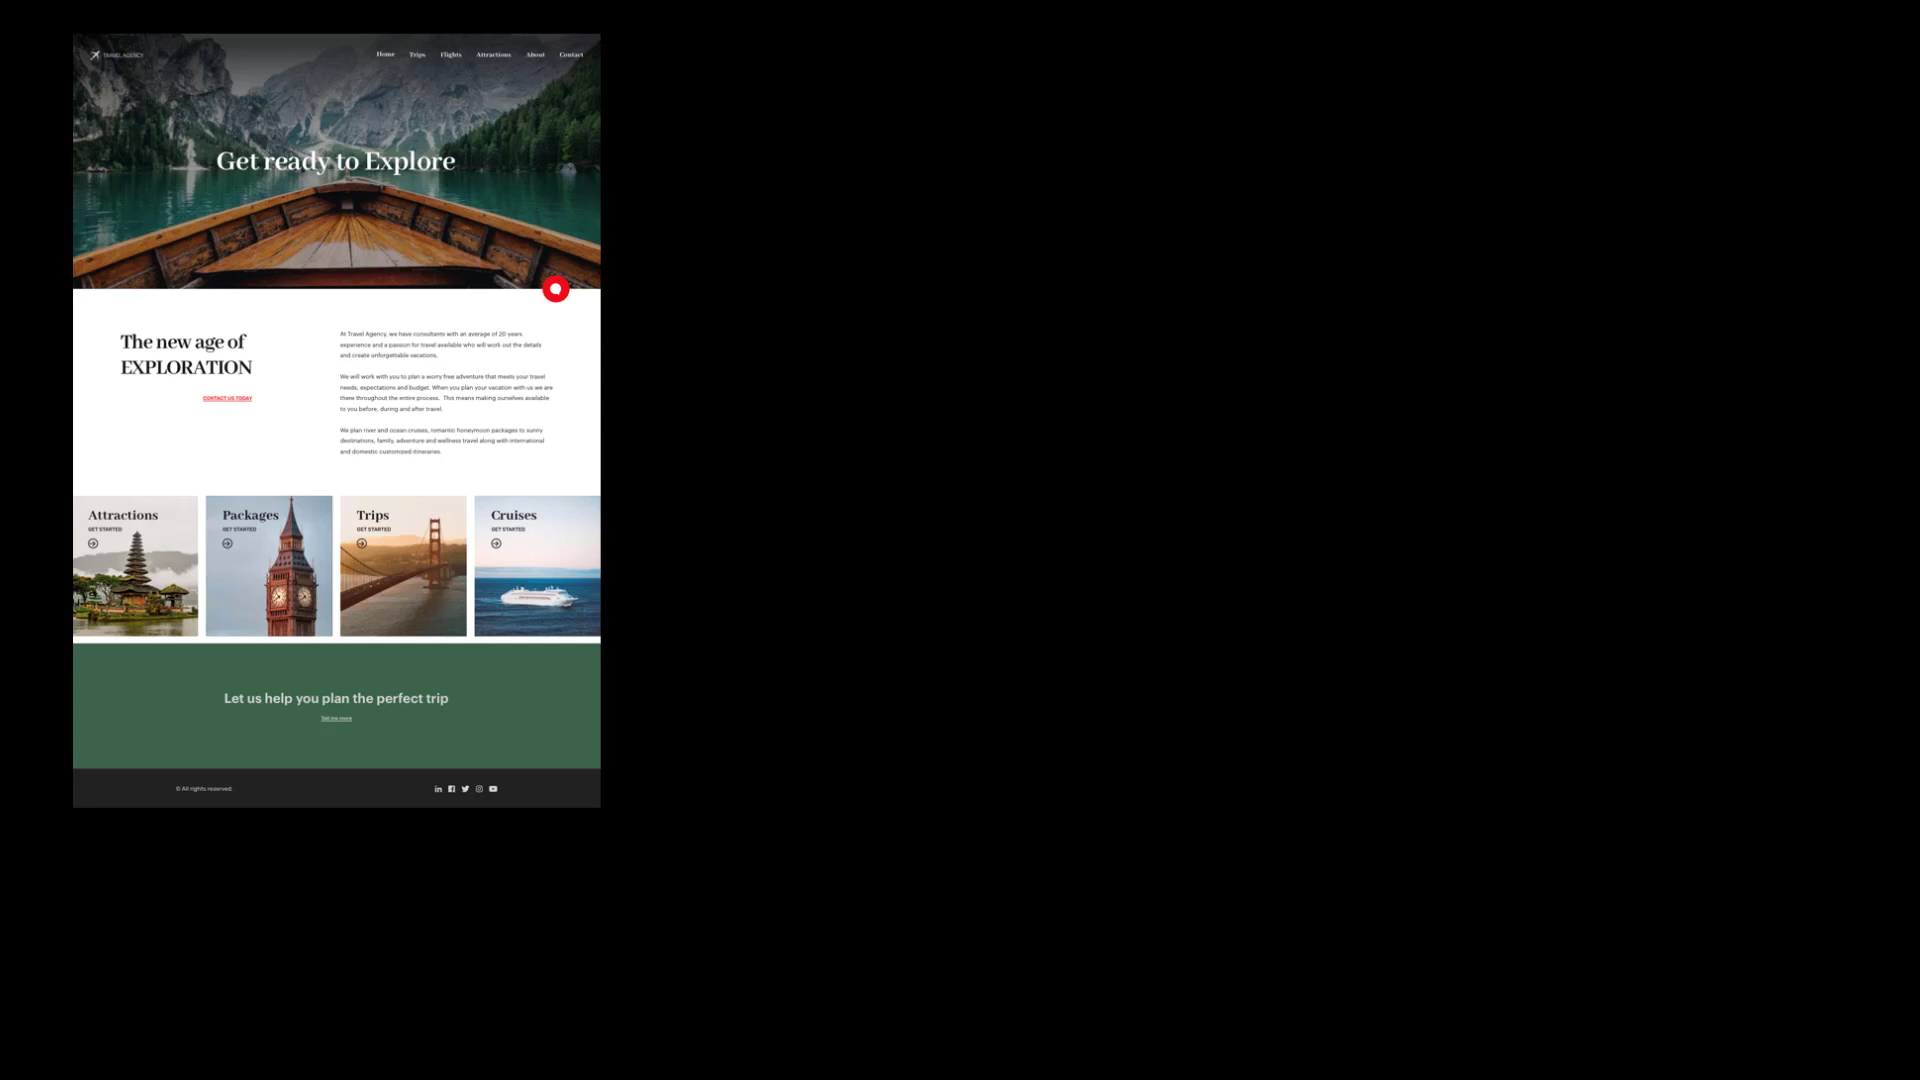 TRAVEL AGENCY
Home Trips Flights Attractions About Contact
Get ready to Explore
The new age of
EXPLORATION
CONTACT US TODAY
At Travel Agency, we have consultants with an average of 20 years
experience and a passion for travel available who will work out the details
and create unforgettable vacations.
We will work with you to plan a worry free adventure that meets your travel
needs, expectations and budget. When you plan your vacation with us we are
there throughout the entire process. This means making ourselves available
to you before, during and after travel.
We plan river and ocean cruises, romantic honeymoon packages to sunny
destinations, family, adventure and wellness travel along with international
and domestic customized itineraries.
Attractions
GET STARTED
Packages
GET STARTED
Trips
GET STARTED
Cruises
GET STARTED
Let us help you plan the perfect trip
Tell me more
© All rights reserved.